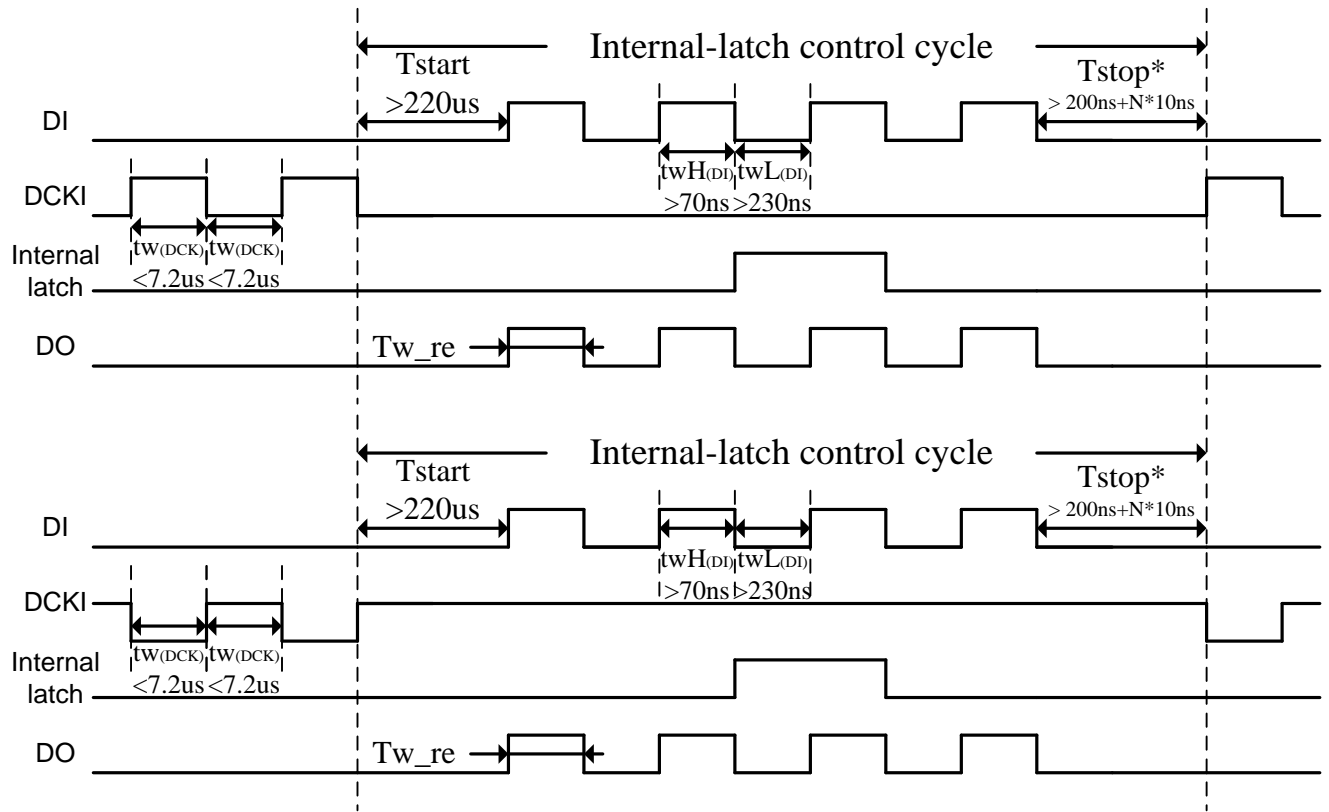 Internal-latch control cycle
Tstart
>220us
Tstop*
> 200ns+N*10ns
DI
twH(DI) twL(DI)
>70ns >230ns
DCKI
tw(DCK) tw(DCK)
<7.2us <7.2us
Internal
latch
Tw_re
DO
Internal-latch control cycle
Tstart
>220us
Tstop*
> 200ns+N*10ns
DI
twH(DI) twL(DI)
>70ns >230ns
DCKI
tw(DCK) tw(DCK)
<7.2us <7.2us
Internal
latch
Tw_re
DO